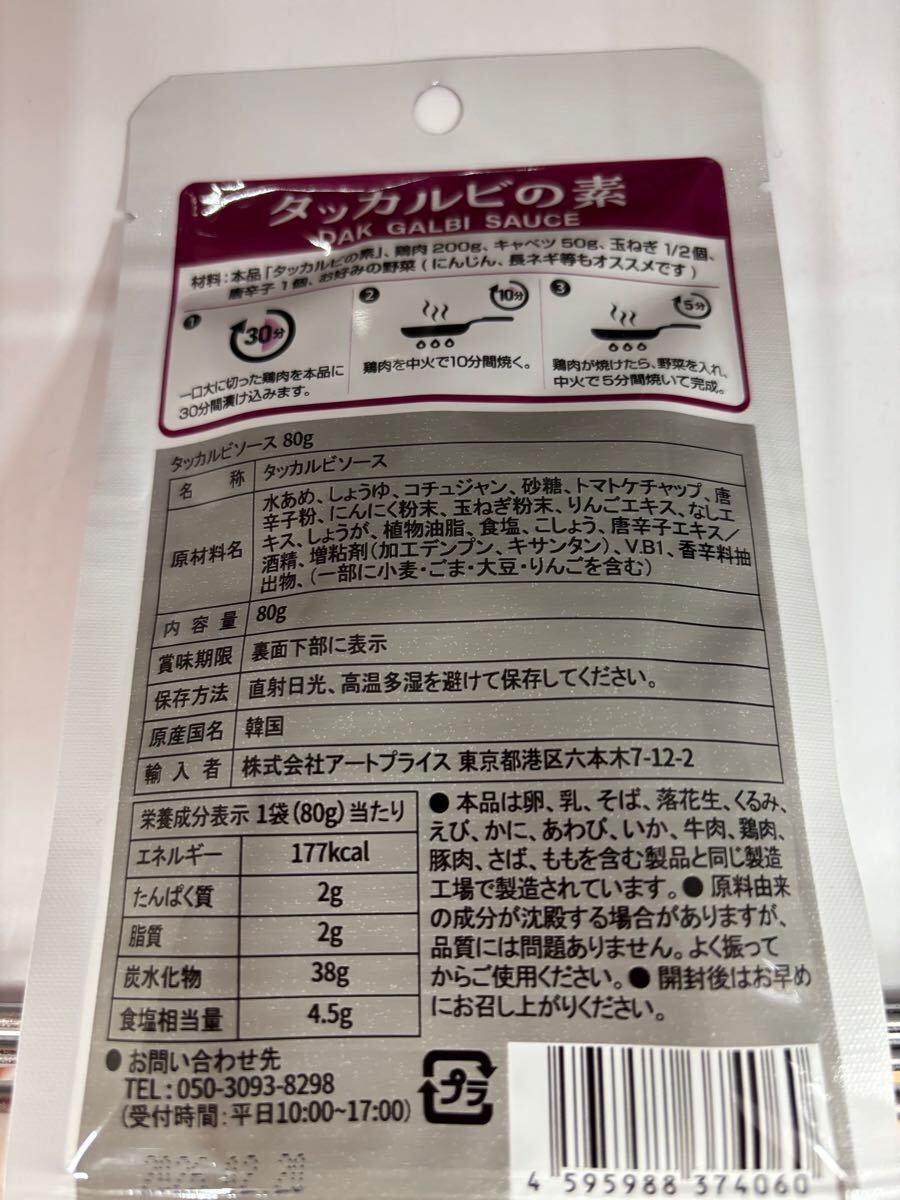 タッカルビの素
DAK GALBI SAUCE
材料：本品「タッカルビの素」、鶏肉 200g、キャベツ 50g、玉ねぎ 1/2個、
唐辛子 1個、お好みの野菜 (にんじん、長ネギ等もオススメです)
❶
30分
一口大に切った鶏肉を本品に
30分間漬け込みます。
❷
10分
鶏肉を中火で10分間焼く。
❸
5分
鶏肉が焼けたら、野菜を入れ、
中火で5分間焼いて完成。
タッカルビソース 80g
名 称 タッカルビソース
原材料名 水あめ、しょうゆ、コチュジャン、砂糖、トマトケチャップ、唐
辛子粉、にんにく粉末、玉ねぎ粉末、りんごエキス、なしエ
キス、しょうが、植物油脂、食塩、こしょう、唐辛子エキス／
酒精、増粘剤（加工デンプン、キサンタン）、V.B1、香辛料抽
出物、（一部に小麦・ごま・大豆・りんごを含む）
内 容 量 80g
賞味期限 裏面下部に表示
保存方法 直射日光、高温多湿を避けて保存してください。
原産国名 韓国
輸 入 者 株式会社アートプライス 東京都港区六本木7-12-2
栄養成分表示 1袋(80g)当たり
エネルギー 177kcal
たんぱく質 2g
脂質 2g
炭水化物 38g
食塩相当量 4.5g
● 本品は卵、乳、そば、落花生、くるみ、
えび、かに、あわび、いか、牛肉、鶏肉、
豚肉、さば、ももを含む製品と同じ製造
工場で製造されています。● 原料由来
の成分が沈殿する場合がありますが、
品質には問題ありません。よく振って
からご使用ください。● 開封後はお早め
にお召し上がりください。
● お問い合わせ先
TEL : 050-3093-8298
(受付時間 : 平日10:00~17:00)
プラ
2026.12.20
4 595988 374060